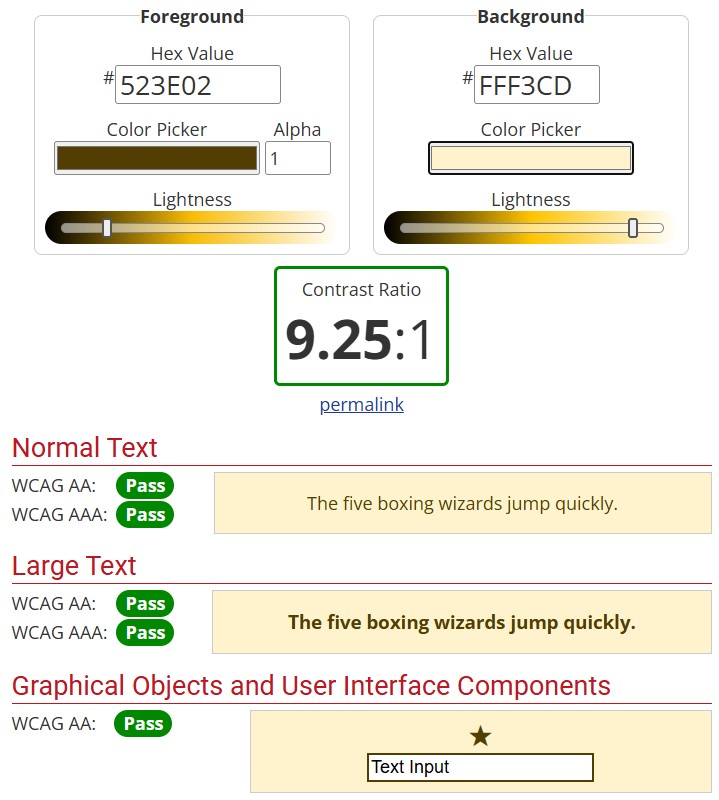 Foreground
Background
Hex Value
Hex Value
# 523E02
# FFF3CD
Color Picker
Alpha
Color Picker
1
Lightness
Lightness
Contrast Ratio
9.25:1
permalink
Normal Text
WCAG AA: Pass
WCAG AAA: Pass
The five boxing wizards jump quickly.
Large Text
WCAG AA: Pass
WCAG AAA: Pass
The five boxing wizards jump quickly.
Graphical Objects and User Interface Components
WCAG AA: Pass
Text Input